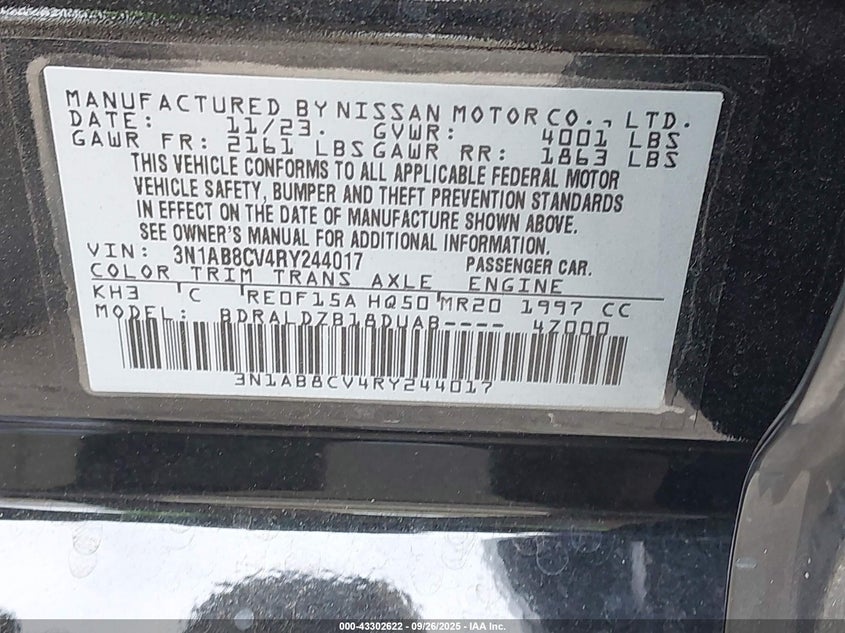 MANUFACTURED BY NISSAN MOTOR CO., LTD.
DATE: 11/23. GVWR: 4001 LBS
GAWR FR: 2161 LBS GAWR RR: 1863 LBS
THIS VEHICLE CONFORMS TO ALL APPLICABLE FEDERAL MOTOR
VEHICLE SAFETY, BUMPER AND THEFT PREVENTION STANDARDS
IN EFFECT ON THE DATE OF MANUFACTURE SHOWN ABOVE.
SEE OWNER'S MANUAL FOR ADDITIONAL INFORMATION.
VIN: 3N1AB8CV4RY244017 PASSENGER CAR.
COLOR TRIM TRANS AXLE ENGINE
KH3 C RE0F15A HQ50 MR20 1997 CC
MODEL: BDRALDZB18DUAB---- 4Z000
3N1AB8CV4RY244017
000-43302622 - 09/26/2025 - IAA Inc.